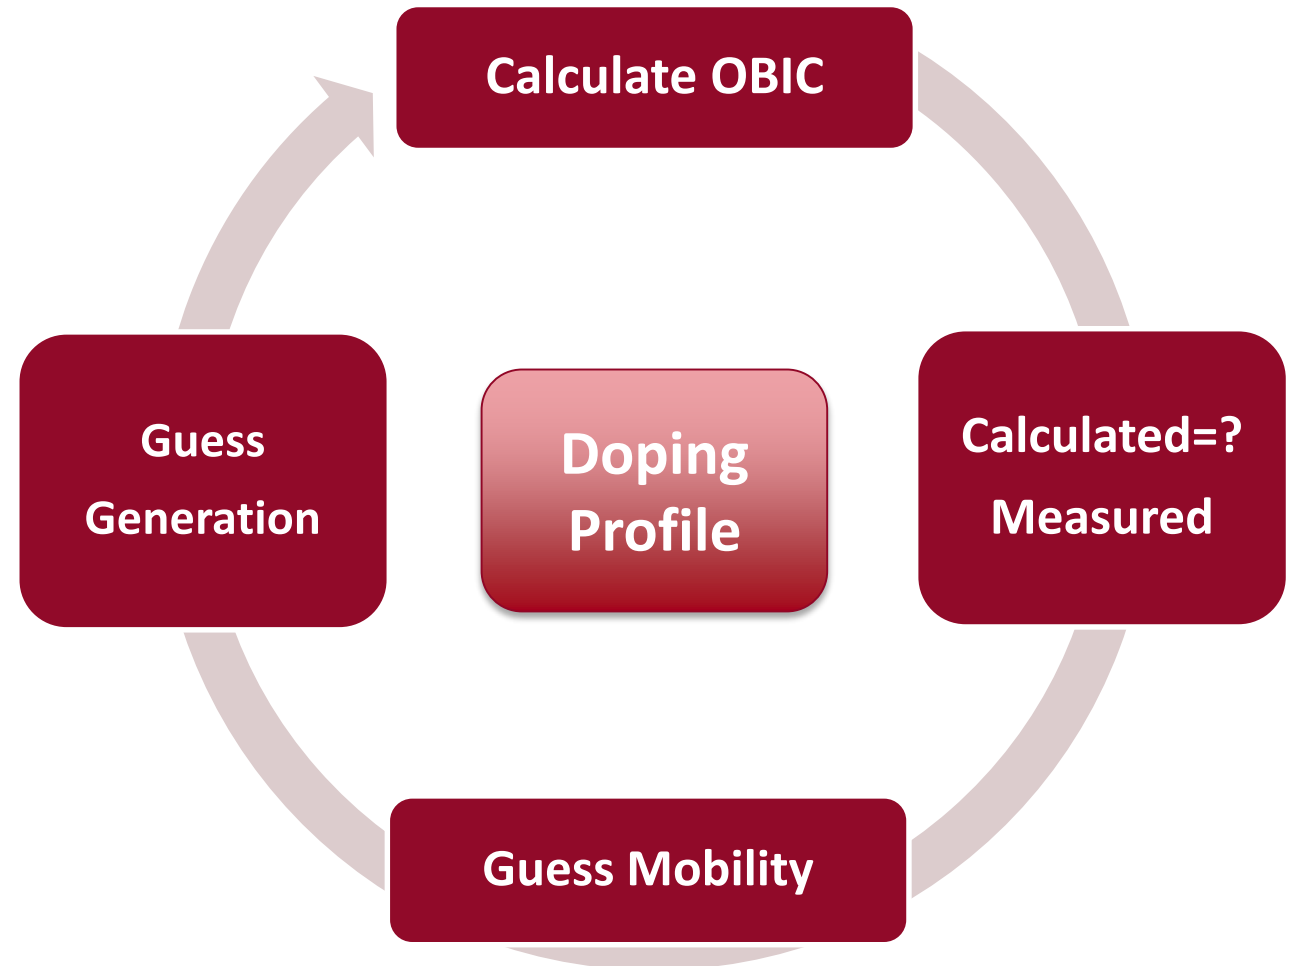 Calculate OBIC
Guess
Generation
Doping
Profile
Calculated=?
Measured
Guess Mobility